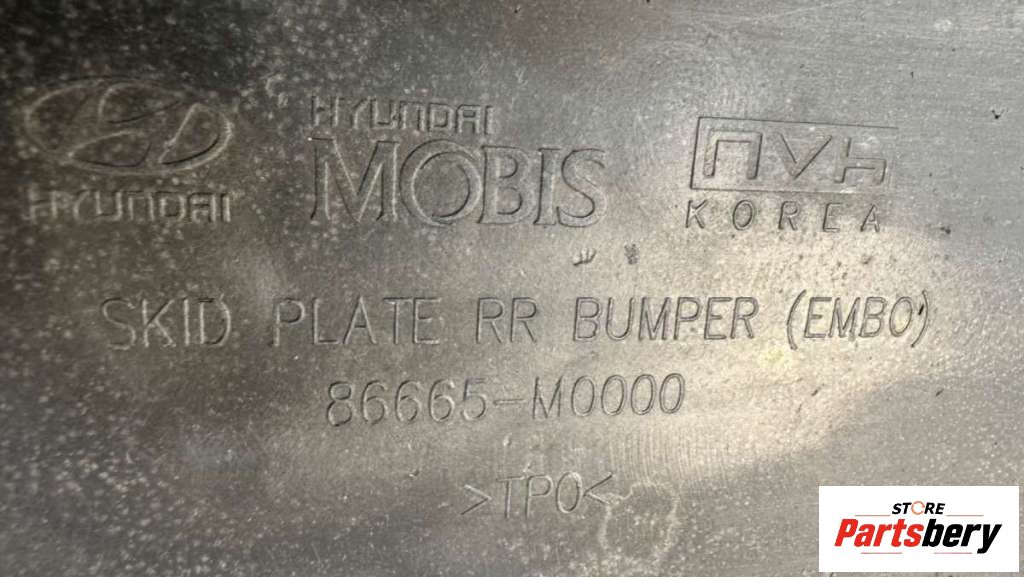 HYUNDAI
HYUNDAI
MOBIS
NVH
KOREA
SKID PLATE RR BUMPER (EMBO)
86665-M0000
>TPO<
STORE
Partsbery